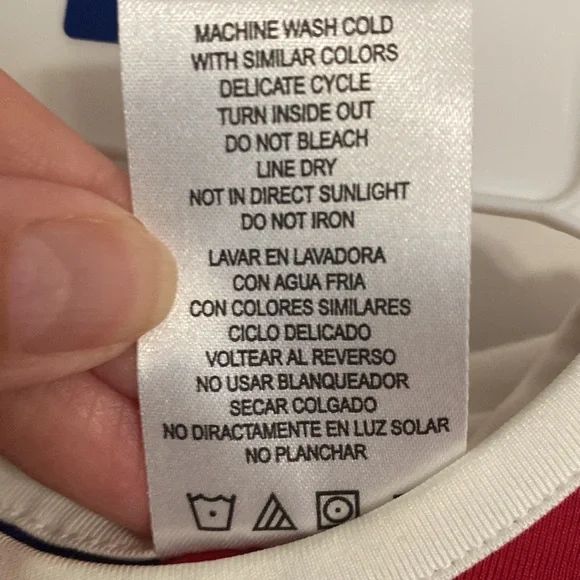 MACHINE WASH COLD
WITH SIMILAR COLORS
DELICATE CYCLE
TURN INSIDE OUT
DO NOT BLEACH
LINE DRY
NOT IN DIRECT SUNLIGHT
DO NOT IRON
LAVAR EN LAVADORA
CON AGUA FRIA
CON COLORES SIMILARES
CICLO DELICADO
VOLTEAR AL REVERSO
NO USAR BLANQUEADOR
SECAR COLGADO
NO DIRACTAMENTE EN LUZ SOLAR
NO PLANCHAR